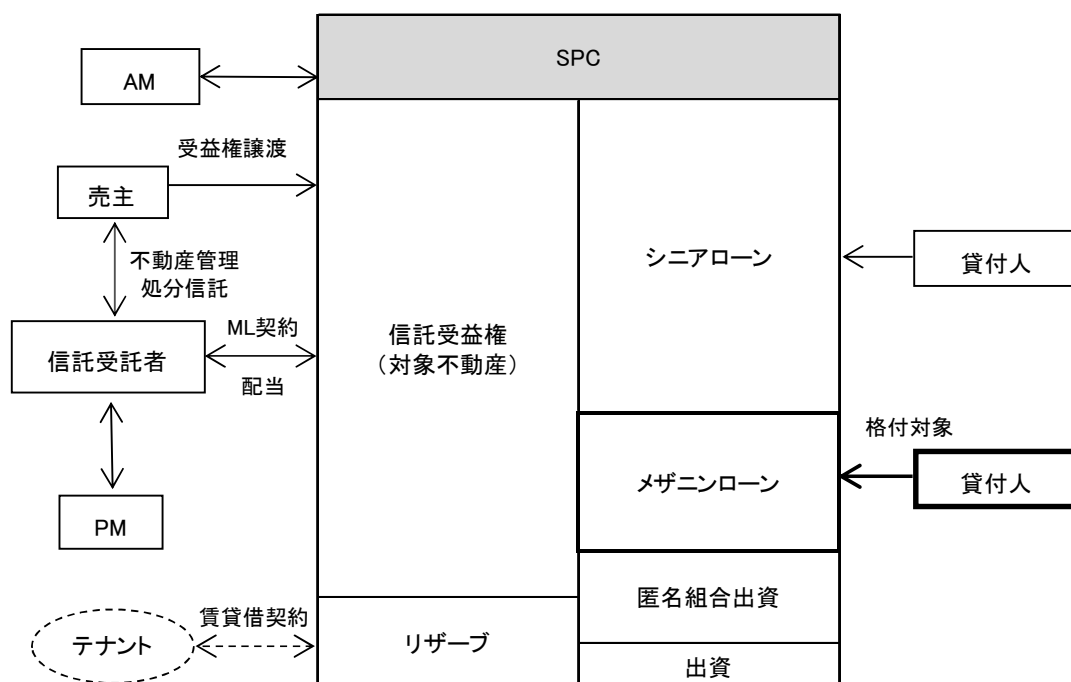 SPC
AM
受益権譲渡
売主
不動産管理
処分信託
シニアローン
貸付人
ML契約
信託受託者
配当
信託受益権
（対象不動産）
格付対象
メザニンローン
貸付人
PM
匿名組合出資
賃貸借契約
テナント
リザーブ
出資